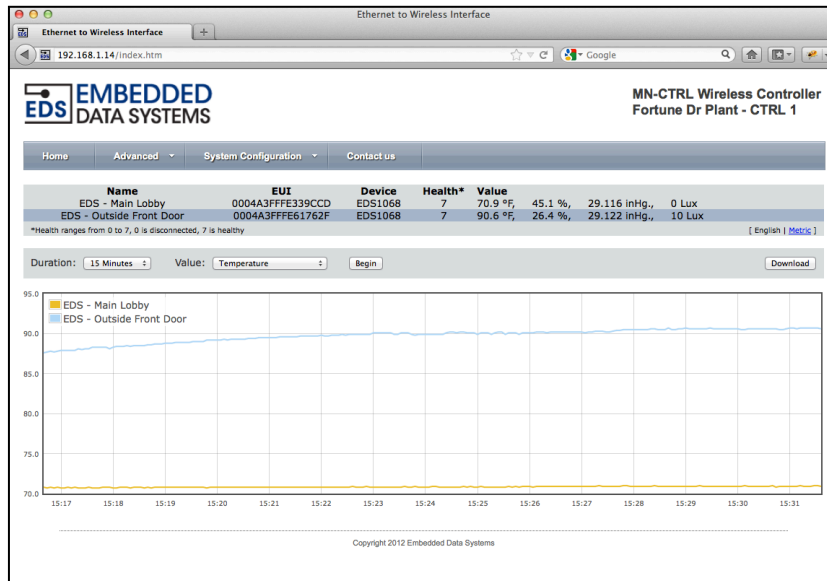 Ethernet to Wireless Interface
Ethernet to Wireless Interface
192.168.1.14/index.htm Google
EDS EMBEDDED DATA SYSTEMS
MN-CTRL Wireless Controller
Fortune Dr Plant - CTRL 1
Home Advanced System Configuration Contact us
Name EUI Device Health* Value
EDS - Main Lobby 0004A3FFFE339CCD EDS1068 7 70.9 °F, 45.1 %, 29.116 inHg., 0 Lux
EDS - Outside Front Door 0004A3FFFE61762F EDS1068 7 90.6 °F, 26.4 %, 29.122 inHg., 10 Lux
*Health ranges from 0 to 7, 0 is disconnected, 7 is healthy [ English | Metric ]
Duration: 15 Minutes Value: Temperature Begin Download
95.0
EDS - Main Lobby
EDS - Outside Front Door
90.0
85.0
80.0
75.0
70.0
15:17 15:18 15:19 15:20 15:21 15:22 15:23 15:24 15:25 15:26 15:27 15:28 15:29 15:30 15:31
Copyright 2012 Embedded Data Systems